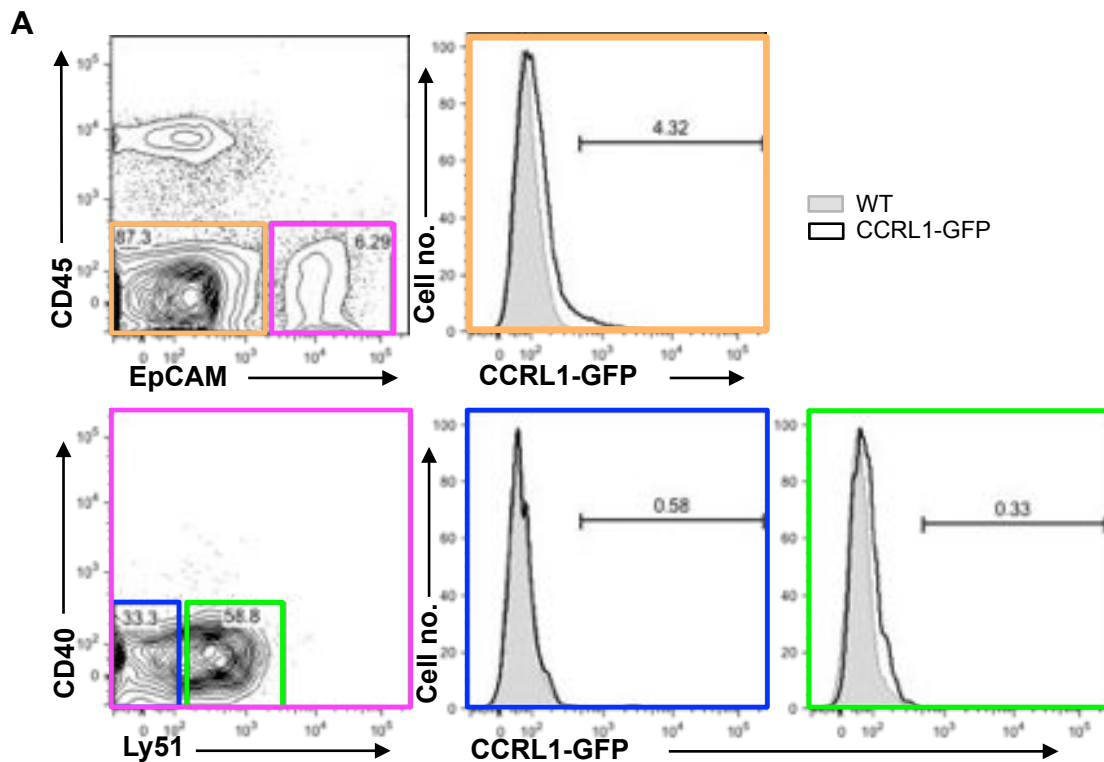 A
CD45
10⁵
10⁴
10³
10²
0
87.3
6.29
0 10² 10³ 10⁴ 10⁵
EpCAM
Cell no.
100
80
60
40
20
0
4.32
0 10² 10³ 10⁴ 10⁵
CCRL1-GFP
WT
CCRL1-GFP
CD40
10⁵
10⁴
10³
10²
0
33.3
58.8
0 10² 10³ 10⁴ 10⁵
Ly51
Cell no.
100
80
60
40
20
0
0.58
0 10² 10³ 10⁴ 10⁵
100
80
60
40
20
0
0.33
0 10² 10³ 10⁴ 10⁵
CCRL1-GFP